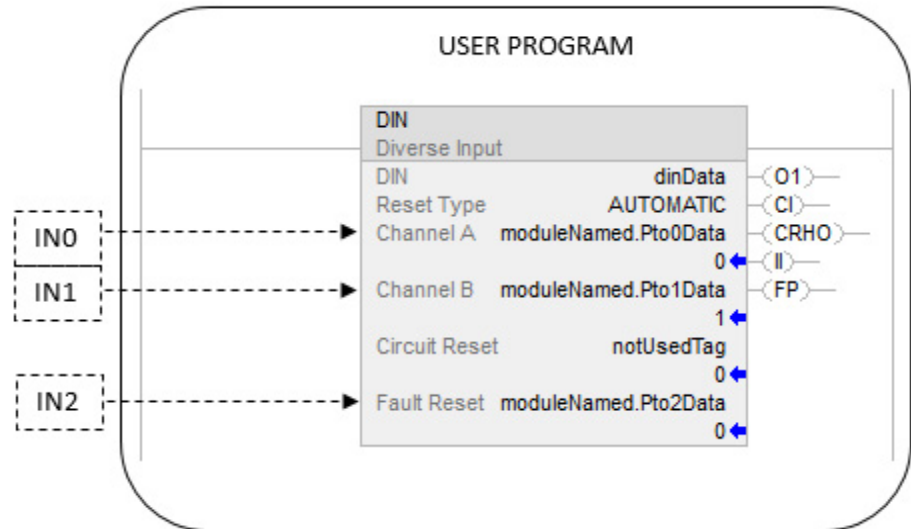 USER PROGRAM
DIN
Diverse Input
DIN dinData (O1)
Reset Type AUTOMATIC (CI)
IN0 Channel A moduleNamed.Pto0Data (CRHO)
0 (II)
IN1 Channel B moduleNamed.Pto1Data (FP)
1
Circuit Reset notUsedTag
0
IN2 Fault Reset moduleNamed.Pto2Data
0